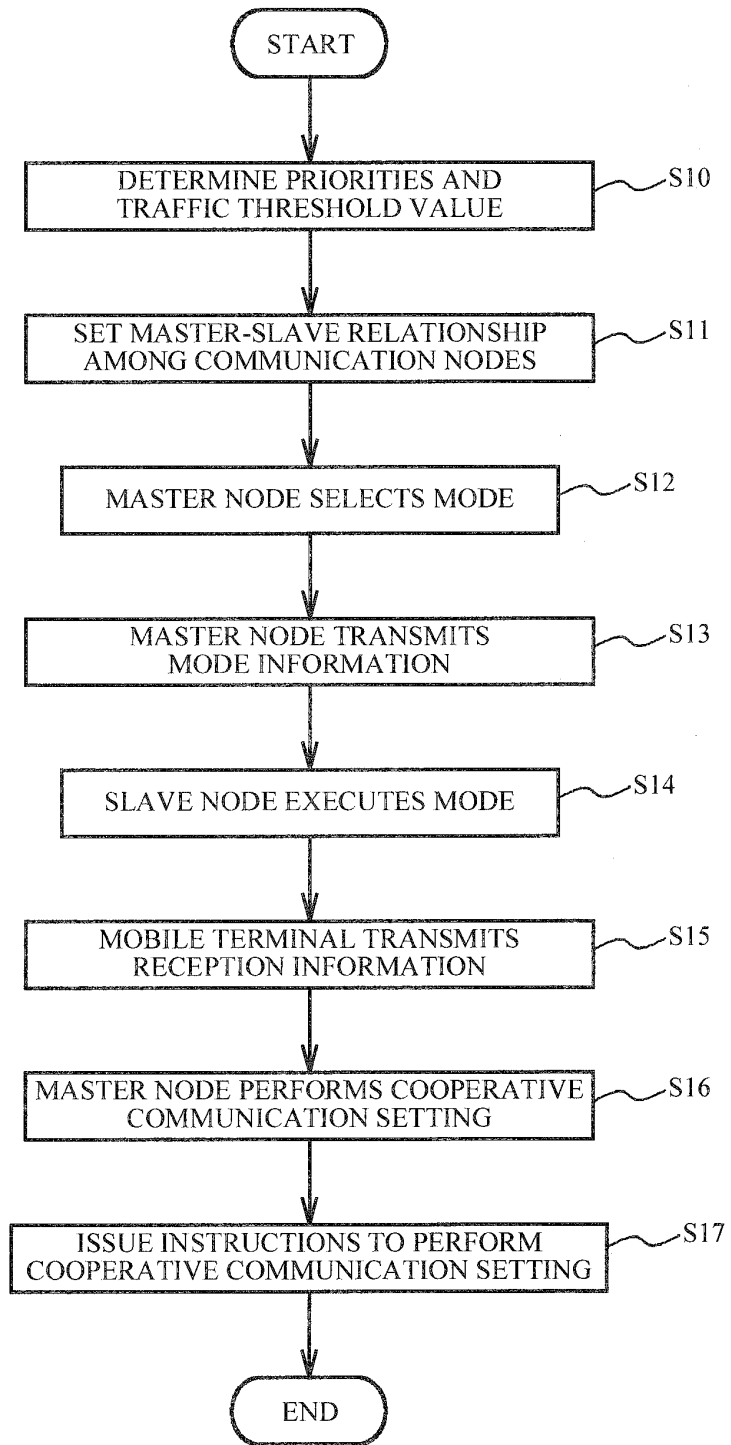 START
DETERMINE PRIORITIES AND
TRAFFIC THRESHOLD VALUE
S10
SET MASTER-SLAVE RELATIONSHIP
AMONG COMMUNICATION NODES
S11
MASTER NODE SELECTS MODE
S12
MASTER NODE TRANSMITS
MODE INFORMATION
S13
SLAVE NODE EXECUTES MODE
S14
MOBILE TERMINAL TRANSMITS
RECEPTION INFORMATION
S15
MASTER NODE PERFORMS COOPERATIVE
COMMUNICATION SETTING
S16
ISSUE INSTRUCTIONS TO PERFORM
COOPERATIVE COMMUNICATION SETTING
S17
END